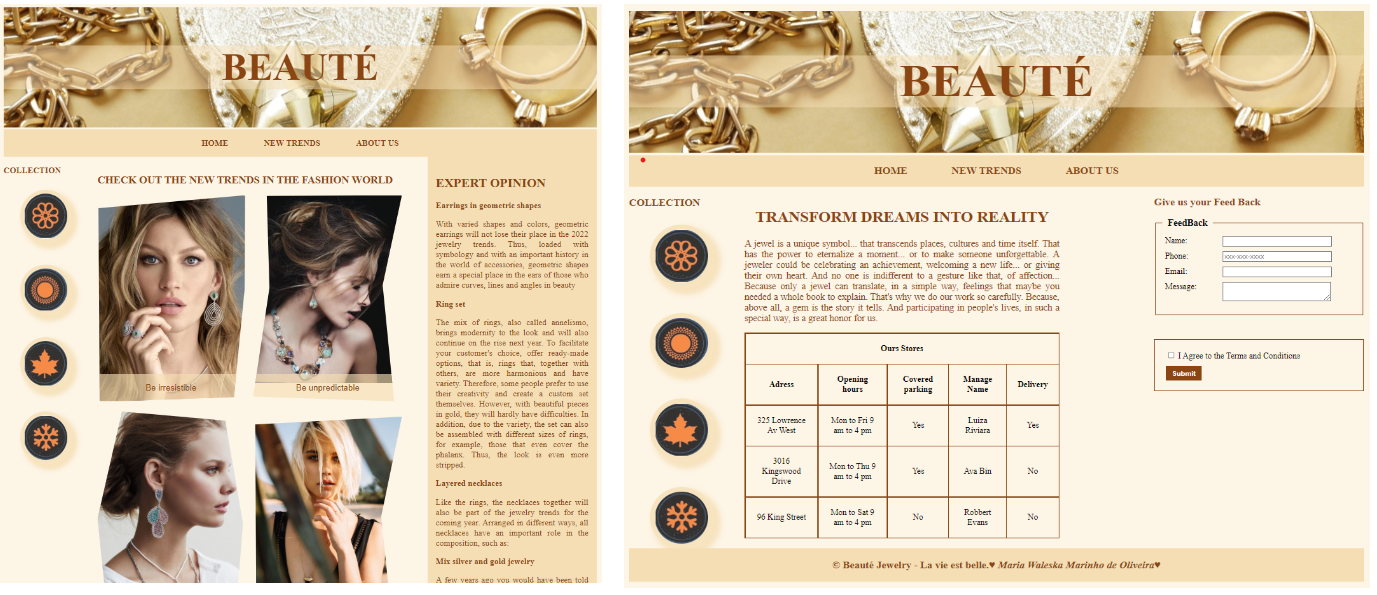 BEAUTÉ
HOME NEW TRENDS ABOUT US
COLLECTION
CHECK OUT THE NEW TRENDS IN THE FASHION WORLD
Be irresistible
Be unpredictable
EXPERT OPINION
Earrings in geometric shapes
With varied shapes and colors, geometric
earrings will not lose their place in the 2022
jewelry trends. Thus, loaded with
symbology and with an important history in
the world of accessories, geometric shapes
earn a special place in the ears of those who
admire curves, lines and angles in beauty
Ring set
The mix of rings, also called annelismo,
brings modernity to the look and will also
continue on the rise next year. To facilitate
your customer's choice, offer ready-made
options, that is, rings that, together with
others, are more harmonious and have
variety. Therefore, some people prefer to use
their creativity and create a custom set
themselves. However, with beautiful pieces
in gold, they will hardly have difficulties. In
addition, due to the variety, the set can also
be assembled with different sizes of rings,
for example, those that even cover the
phalanx. Thus, the look is even more
stripped.
Layered necklaces
Like the rings, the necklaces together will
also be part of the jewelry trends for the
coming year. Arranged in different ways, all
necklaces have an important role in the
composition, such as:
Mix silver and gold jewelry
A few years ago you would have been told
BEAUTÉ
HOME NEW TRENDS ABOUT US
COLLECTION
TRANSFORM DREAMS INTO REALITY
A jewel is a unique symbol... that transcends places, cultures and time itself. That
has the power to eternalize a moment... or to make someone unforgettable. A
jeweler could be celebrating an achievement, welcoming a new life... or giving
their own heart. And no one is indifferent to a gesture like that, of affection...
Because only a jewel can translate, in a simple way, feelings that maybe you
needed a whole book to explain. That's why we do our work so carefully. Because,
above all, a gem is the story it tells. And participating in people's lives, in such a
special way, is a great honor for us.
Ours Stores
Adress Opening hours Covered parking Manage Name Delivery
325 Lowrence Av West Mon to Fri 9 am to 4 pm Yes Luiza Riviara Yes
3016 Kingswood Drive Mon to Thu 9 am to 4 pm Yes Ava Bin No
96 King Street Mon to Sat 9 am to 4 pm No Robbert Evans No
Give us your Feed Back
FeedBack
Name:
Phone: xxx-xxx-xxxx
Email:
Message:
I Agree to the Terms and Conditions
Submit
© Beauté Jewelry - La vie est belle.♥ Maria Waleska Marinho de Oliveira♥